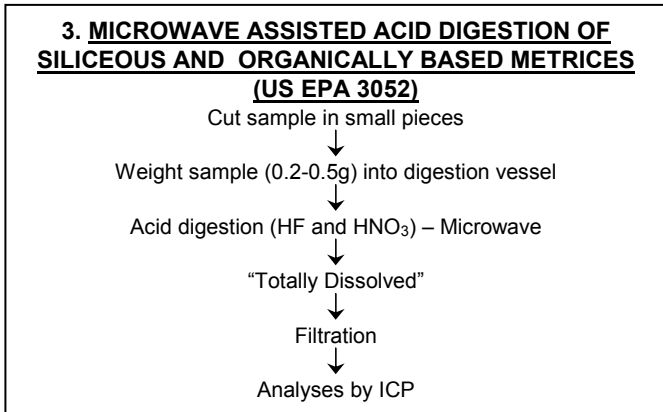 3. MICROWAVE ASSISTED ACID DIGESTION OF
SILICEOUS AND ORGANICALLY BASED METRICES
(US EPA 3052)
Cut sample in small pieces
Weight sample (0.2-0.5g) into digestion vessel
Acid digestion (HF and HNO₃) – Microwave
“Totally Dissolved”
Filtration
Analyses by ICP